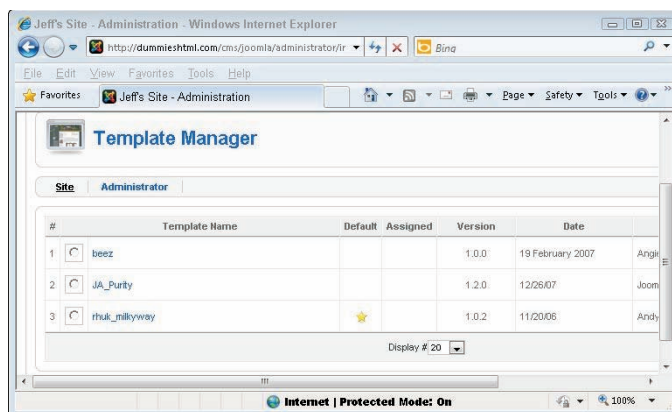 Jeff's Site - Administration - Windows Internet Explorer
http://dummieshtml.com/cms/joomla/administrator/ir
Bing
File Edit View Favorites Tools Help
Favorites Jeff's Site - Administration Page Safety Tools
Template Manager
Site Administrator
# Template Name Default Assigned Version Date
1 beez 1.0.0 19 February 2007 Angi
2 JA_Purity 1.2.0 12/26/07 Joom
3 rhuk_milkyway 1.0.2 11/20/06 Andy
Display # 20
Internet | Protected Mode: On 100%